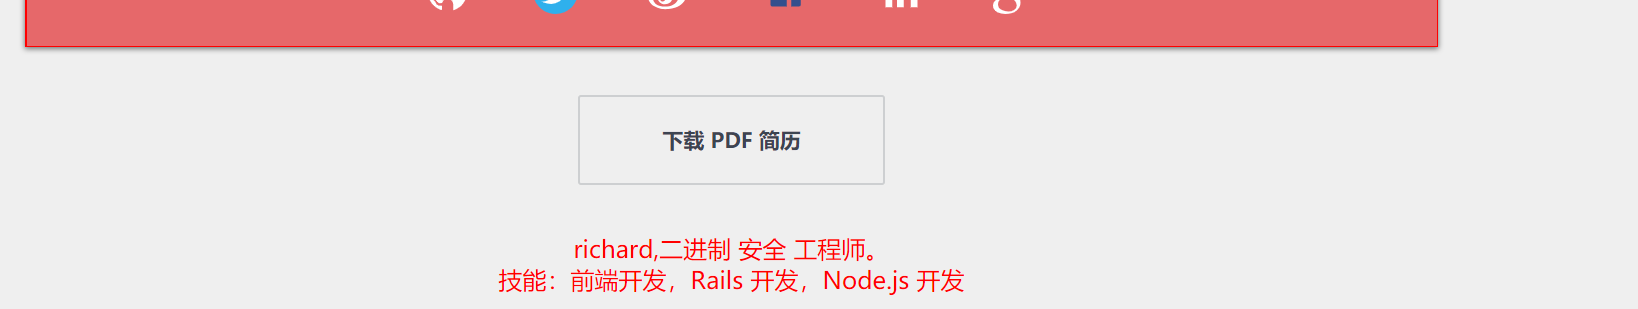 下载 PDF 简历
richard,二进制 安全 工程师。
技能：前端开发，Rails 开发，Node.js 开发